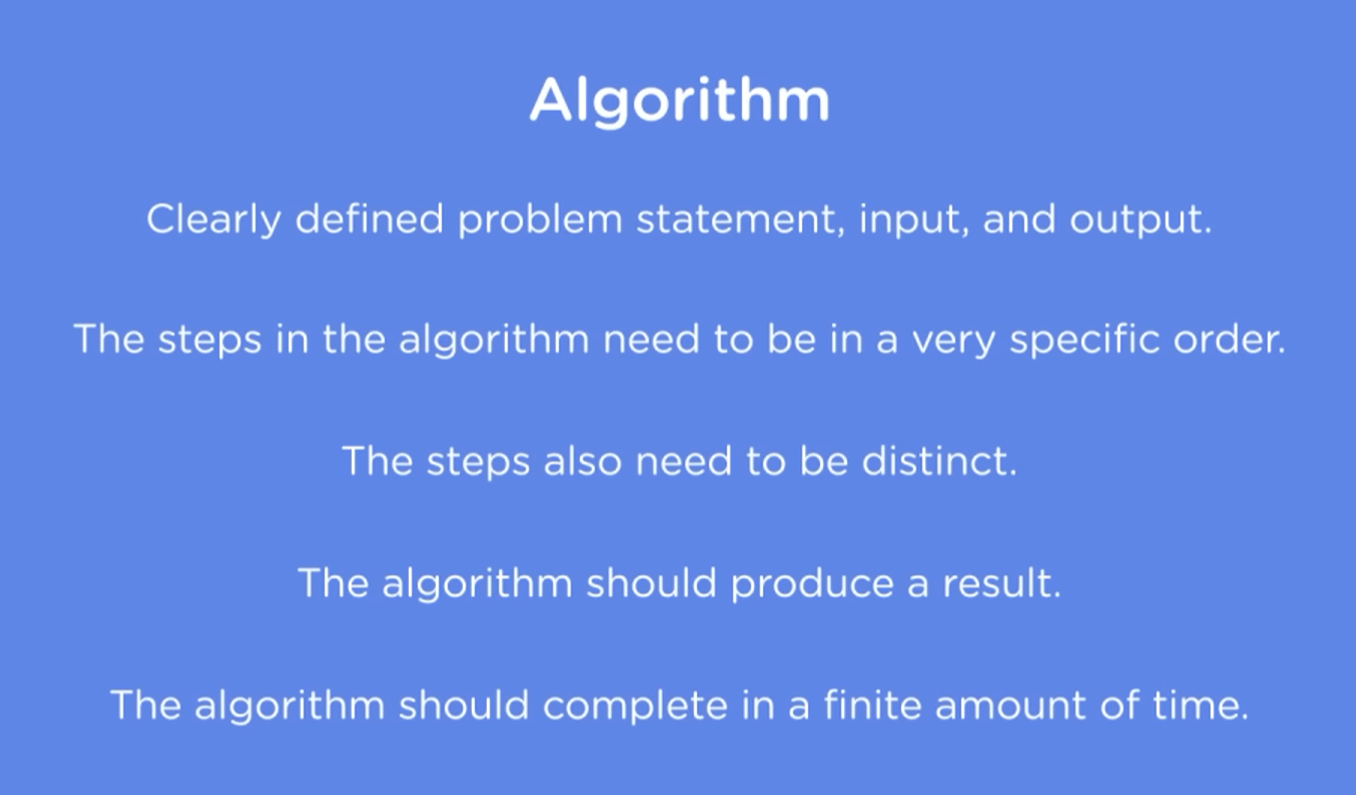 Algorithm
Clearly defined problem statement, input, and output.
The steps in the algorithm need to be in a very specific order.
The steps also need to be distinct.
The algorithm should produce a result.
The algorithm should complete in a finite amount of time.